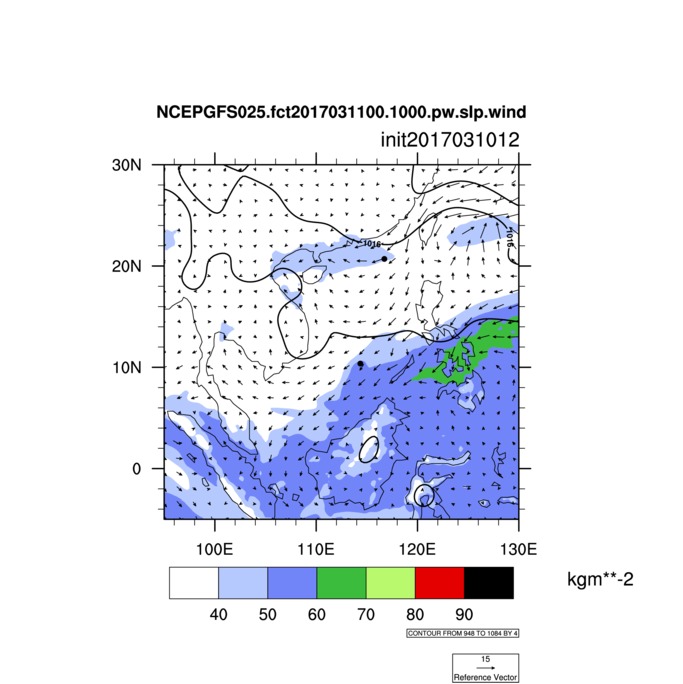 NCEPGFS025.fct2017031100.1000.pw.slp.wind
init2017031012
30N
20N
10N
0
1016
1016
100E 110E 120E 130E
40 50 60 70 80 90
kgm**-2
CONTOUR FROM 948 TO 1084 BY 4
15
Reference Vector